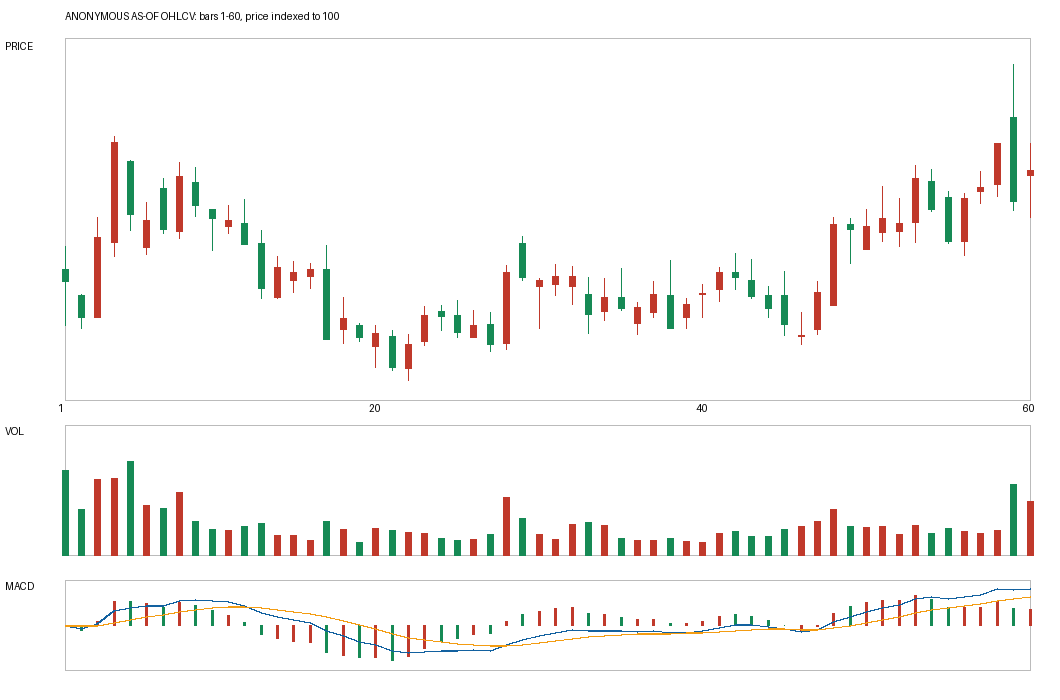 ANONYMOUS AS-OF OHLCV: bars 1-60, price indexed to 100
PRICE
1 20 40 60
VOL
MACD